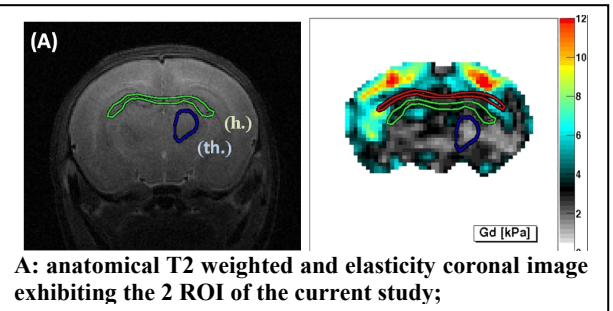 (A)
(h.)
(th.)
12
10
8
6
4
2
Gd [kPa]
A: anatomical T2 weighted and elasticity coronal image
exhibiting the 2 ROI of the current study;